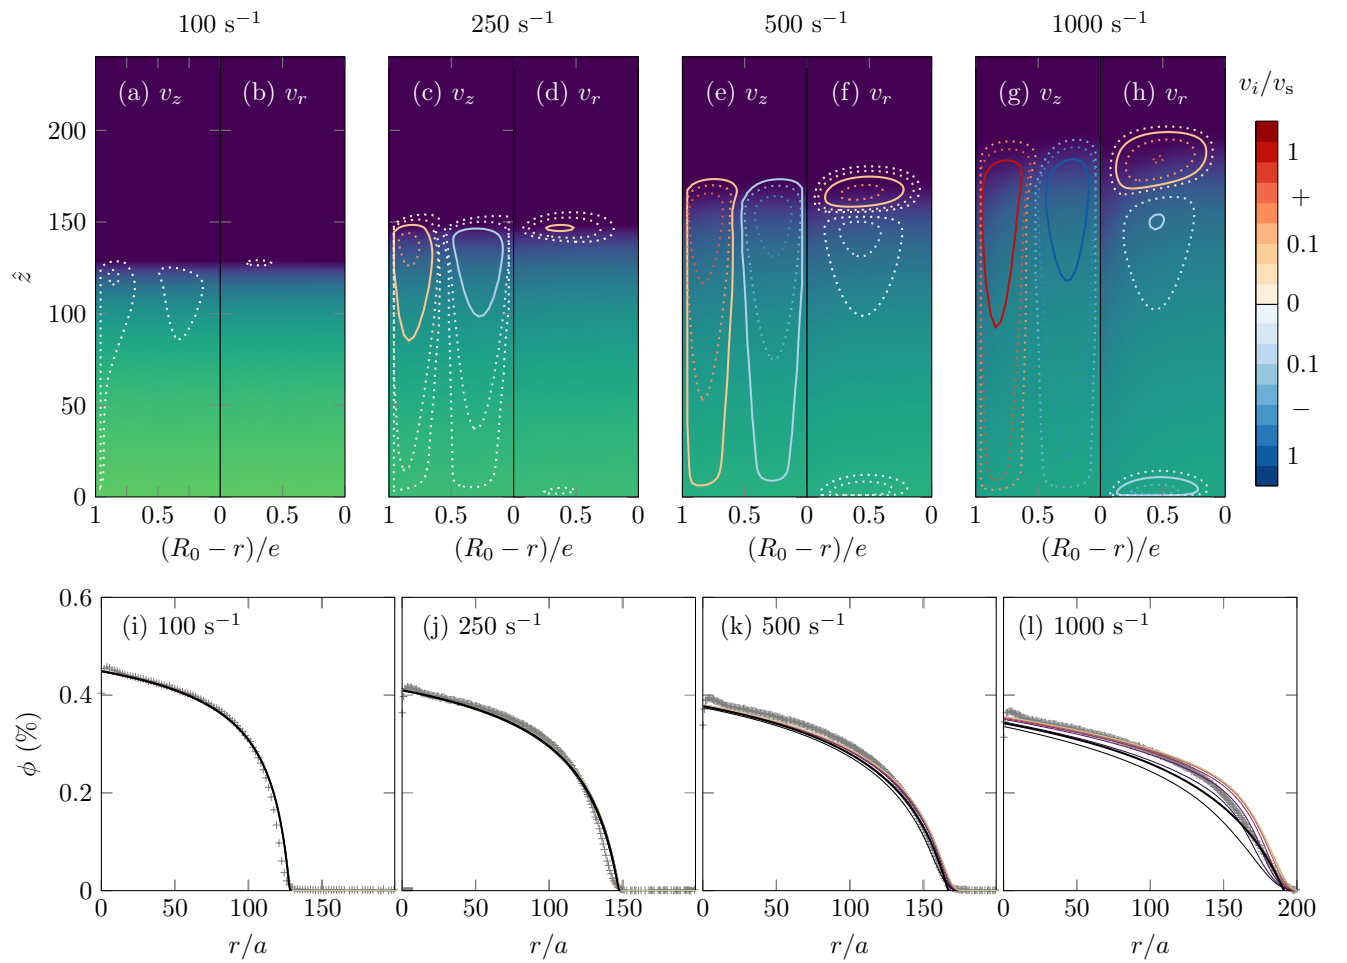 100 s⁻¹ 250 s⁻¹ 500 s⁻¹ 1000 s⁻¹
(a) v_z (b) v_r (c) v_z (d) v_r (e) v_z (f) v_r (g) v_z (h) v_r
v_i/v_s
ẑ
200
150
100
50
0
1
+
0.1
0
0.1
−
1
1 0.5 0 0.5 0 1 0.5 0 0.5 0 1 0.5 0 0.5 0 1 0.5 0 0.5 0
(R₀ − r)/e (R₀ − r)/e (R₀ − r)/e (R₀ − r)/e
(i) 100 s⁻¹ (j) 250 s⁻¹ (k) 500 s⁻¹ (l) 1000 s⁻¹
ϕ (%)
0.6
0.4
0.2
0
0 50 100 150 0 50 100 150 0 50 100 150 0 50 100 150 200
r/a r/a r/a r/a